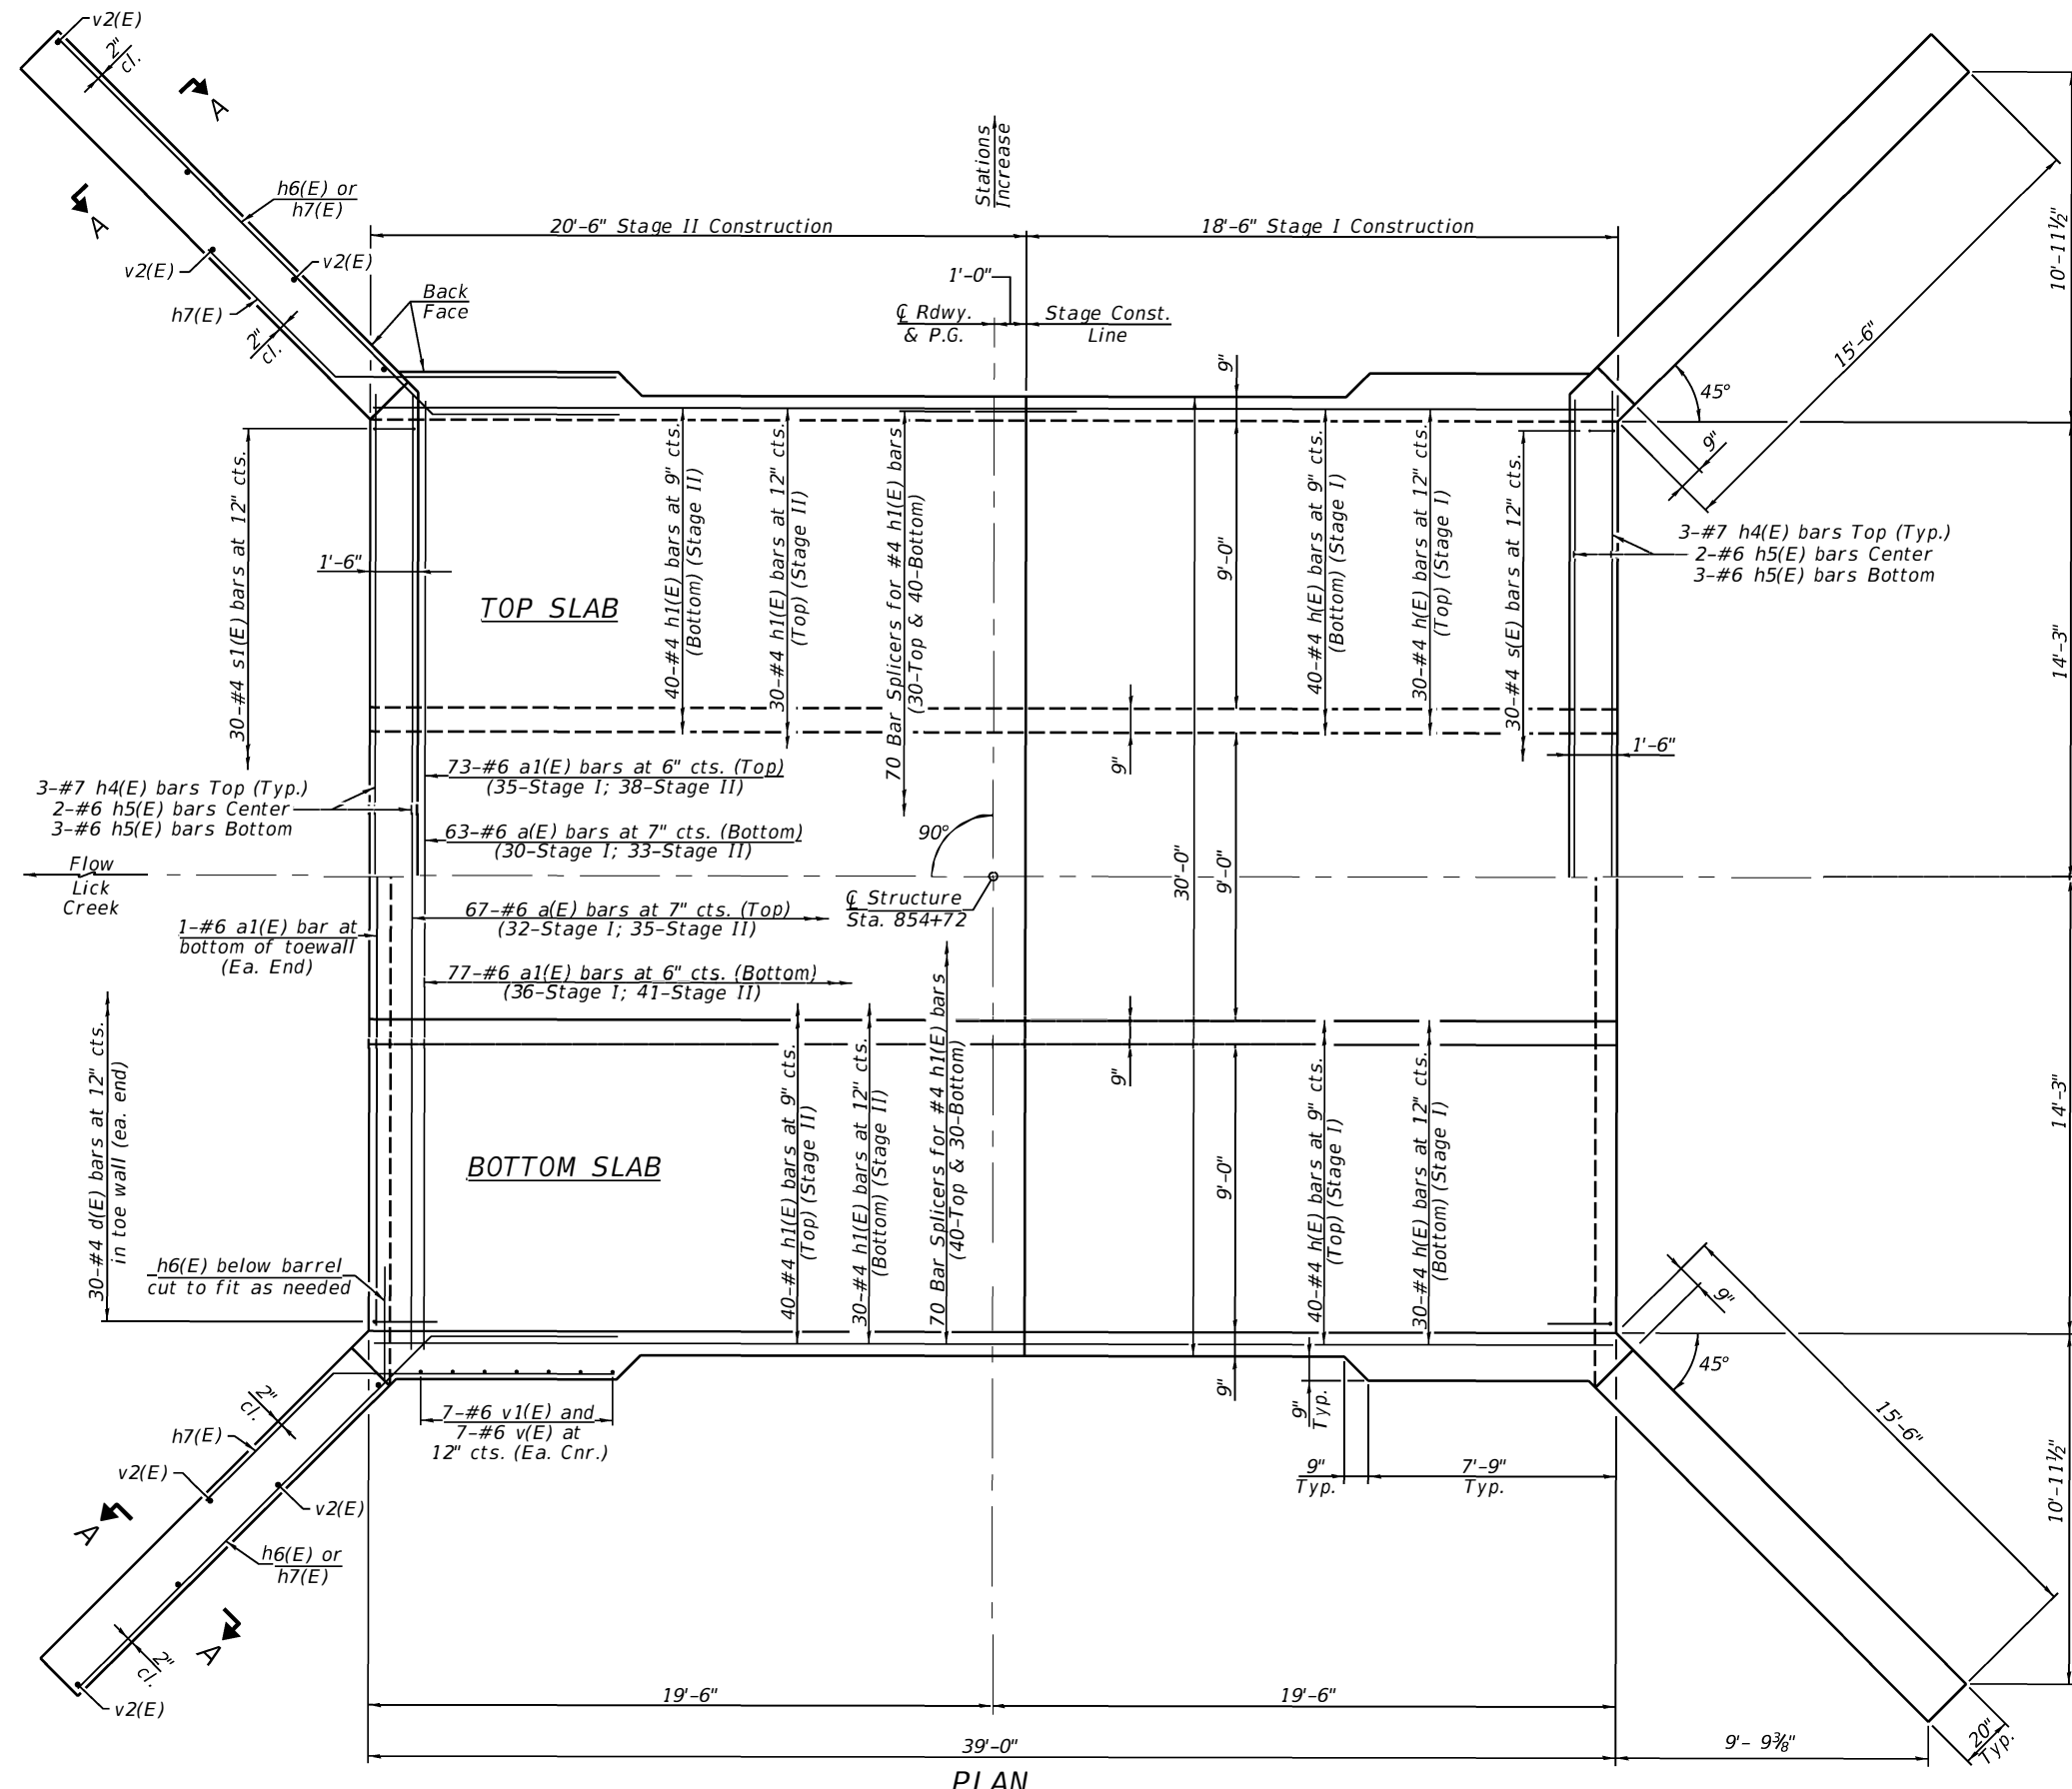 v2(E)
2"
cl.
A
A
h6(E) or
h7(E)
v2(E)
v2(E)
h7(E)
2"
cl.
Back
Face
Stations
Increase
20'-6" Stage II Construction
18'-6" Stage I Construction
1'-0"
℄ Rdwy.
& P.G.
Stage Const.
Line
9"
45°
15'-6"
9"
10'-11½"
14'-3"
30-#4 s1(E) bars at 12" cts.
1'-6"
TOP SLAB
40-#4 h1(E) bars at 9" cts.
(Bottom) (Stage II)
30-#4 h1(E) bars at 12" cts.
(Top) (Stage II)
70 Bar Splicers for #4 h1(E) bars
(30-Top & 40-Bottom)
9'-0"
40-#4 h(E) bars at 9" cts.
(Bottom) (Stage I)
30-#4 h(E) bars at 12" cts.
(Top) (Stage I)
30-#4 s(E) bars at 12" cts.
3-#7 h4(E) bars Top (Typ.)
2-#6 h5(E) bars Center
3-#6 h5(E) bars Bottom
1'-6"
9"
73-#6 a1(E) bars at 6" cts. (Top)
(35-Stage I; 38-Stage II)
3-#7 h4(E) bars Top (Typ.)
2-#6 h5(E) bars Center
3-#6 h5(E) bars Bottom
63-#6 a(E) bars at 7" cts. (Bottom)
(30-Stage I; 33-Stage II)
90°
30'-0"
9'-0"
Flow
Lick
Creek
℄ Structure
Sta. 854+72
67-#6 a(E) bars at 7" cts. (Top)
(32-Stage I; 35-Stage II)
1-#6 a1(E) bar at
bottom of toewall
(Ea. End)
77-#6 a1(E) bars at 6" cts. (Bottom)
(36-Stage I; 41-Stage II)
30-#4 d(E) bars at 12" cts.
in toe wall (ea. end)
BOTTOM SLAB
40-#4 h1(E) bars at 9" cts.
(Top) (Stage II)
30-#4 h1(E) bars at 12" cts.
(Bottom) (Stage II)
70 Bar Splicers for #4 h1(E) bars
(40-Top & 30-Bottom)
9"
9'-0"
40-#4 h(E) bars at 9" cts.
(Top) (Stage I)
30-#4 h(E) bars at 12" cts.
(Bottom) (Stage I)
14'-3"
h6(E) below barrel
cut to fit as needed
9"
45°
15'-6"
10'-11½"
2"
cl.
h7(E)
v2(E)
v2(E)
h6(E) or
h7(E)
A
A
2"
cl.
v2(E)
7-#6 v1(E) and
7-#6 v(E) at
12" cts. (Ea. Cnr.)
9"
9"
Typ.
9"
Typ.
7'-9"
Typ.
19'-6"
19'-6"
39'-0"
9'- 9⅜"
20"
Typ.
PLAN